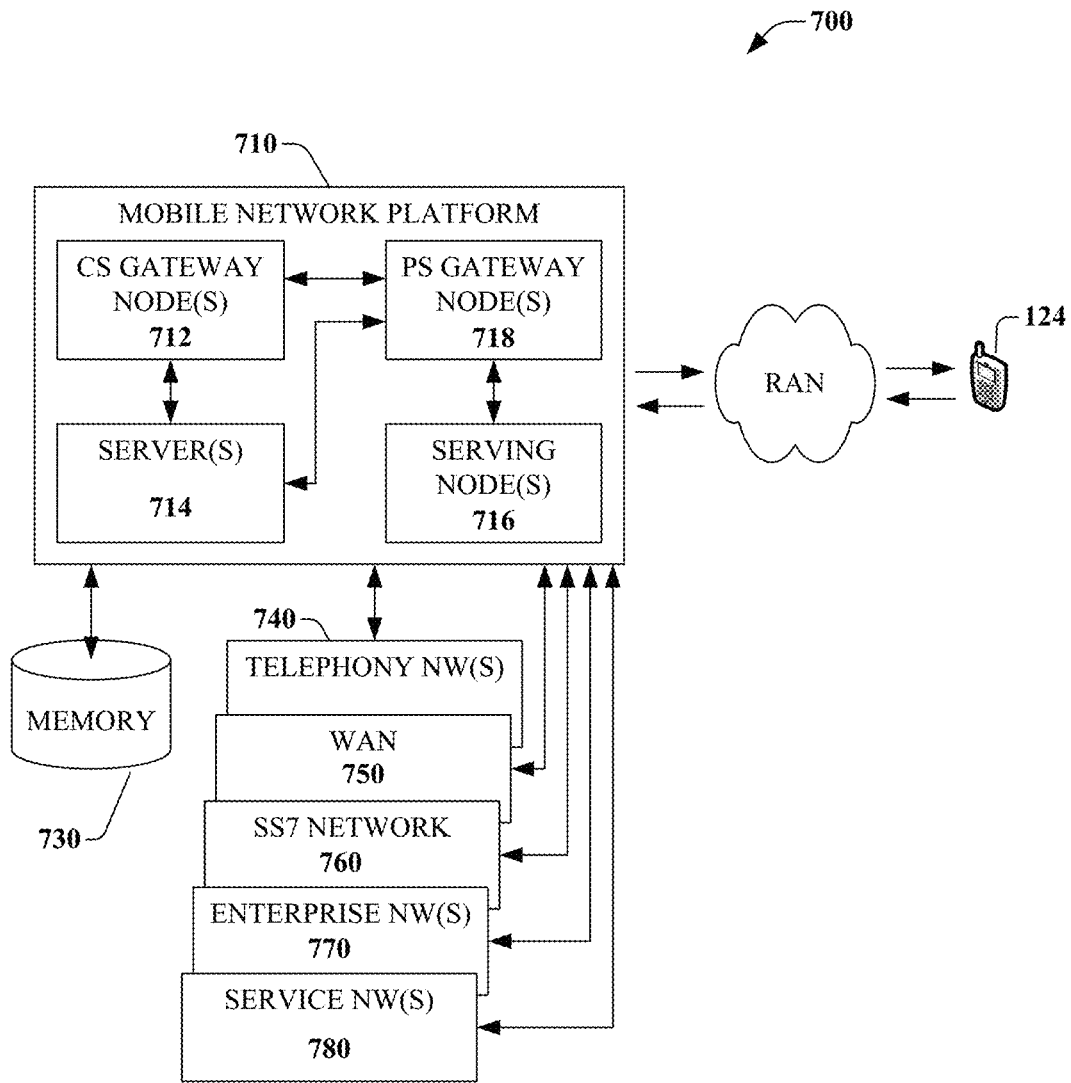 700
710
MOBILE NETWORK PLATFORM
CS GATEWAY
NODE(S)
712
PS GATEWAY
NODE(S)
718
SERVER(S)
714
SERVING
NODE(S)
716
RAN
124
740
TELEPHONY NW(S)
MEMORY
730
WAN
750
SS7 NETWORK
760
ENTERPRISE NW(S)
770
SERVICE NW(S)
780